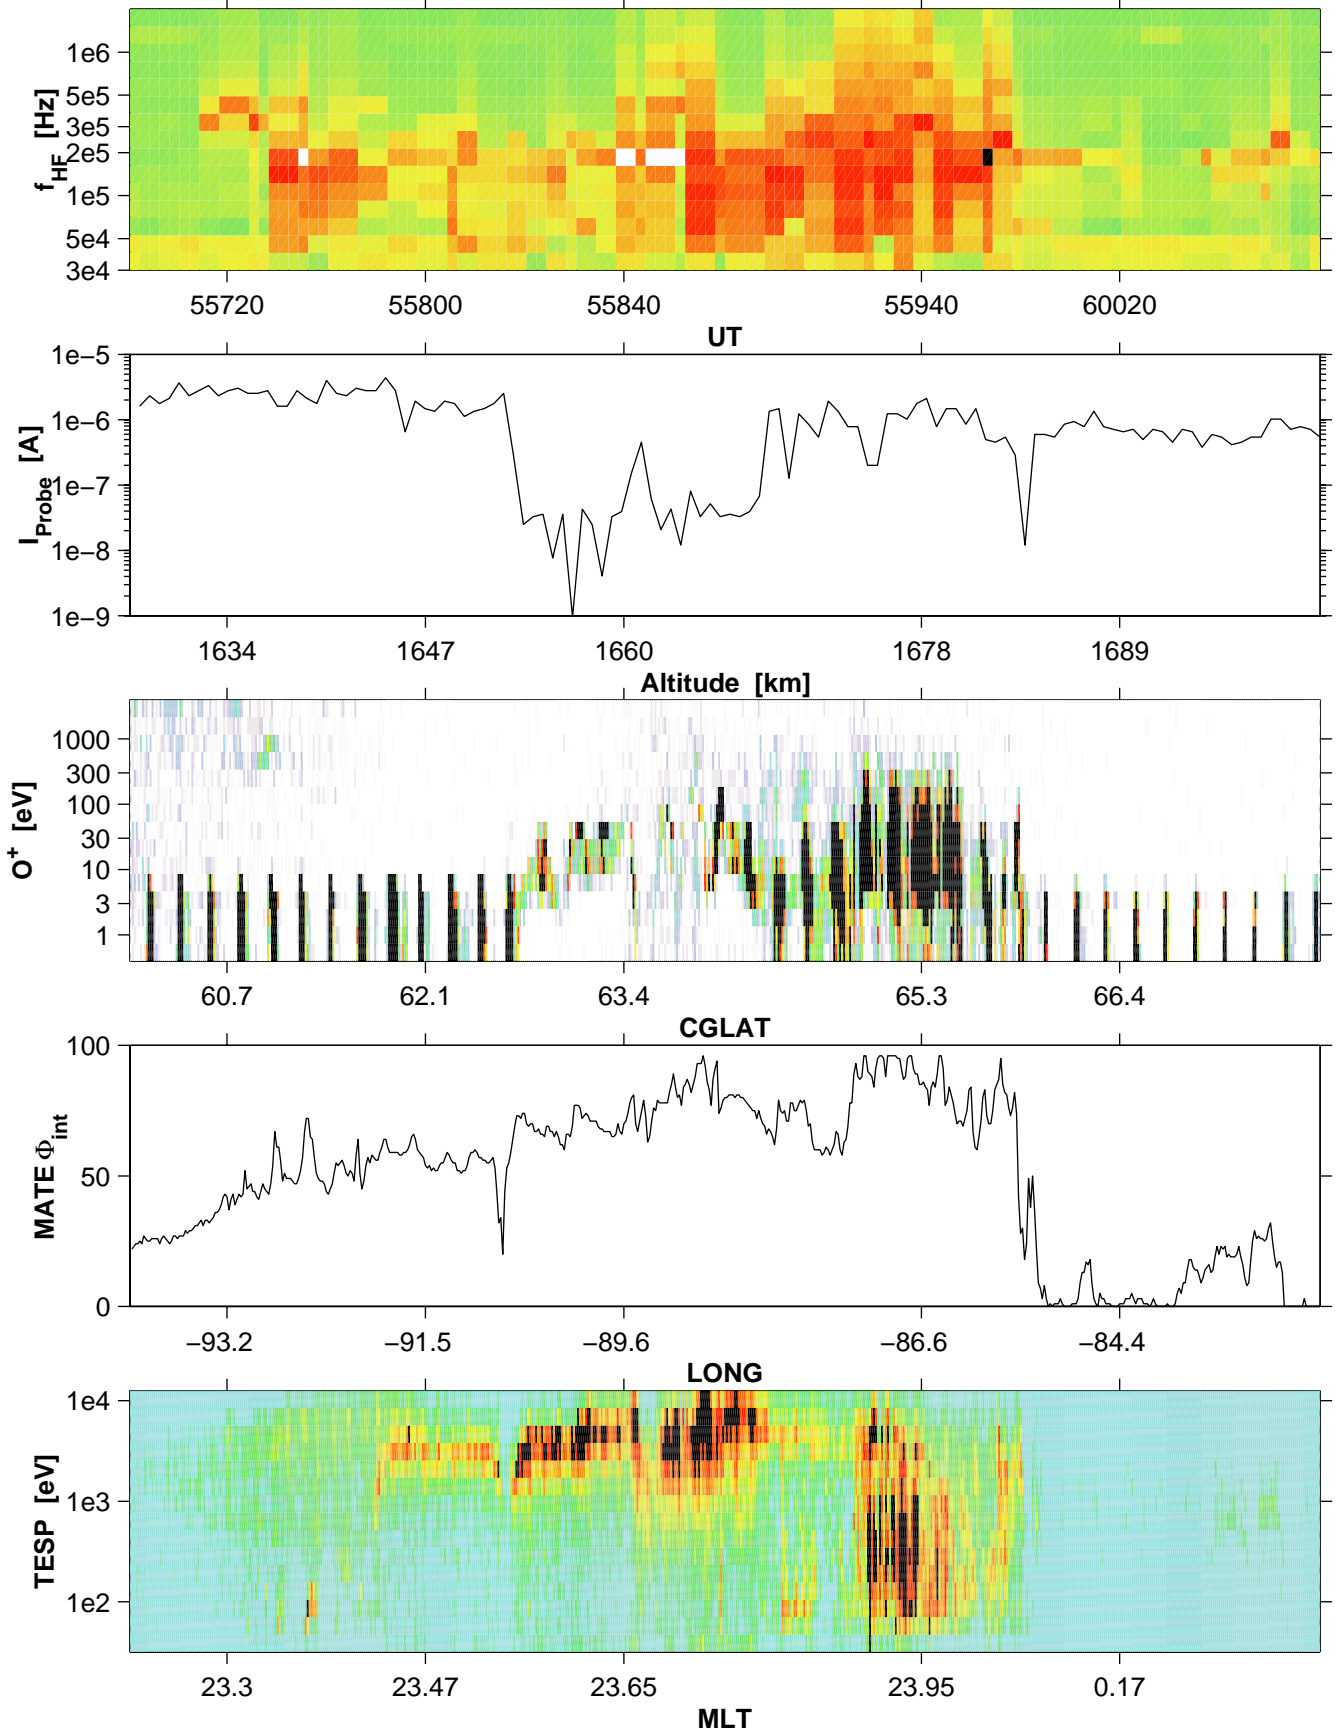 1e6
5e5
3e5
2e5
1e5
5e4
3e4
f_HF [Hz]
55720 55800 55840 55940 60020
UT
1e−5
1e−6
1e−7
1e−8
1e−9
I_Probe [A]
1634 1647 1660 1678 1689
Altitude [km]
1000
300
100
30
10
3
1
O⁺ [eV]
60.7 62.1 63.4 65.3 66.4
CGLAT
100
50
0
MATE Φ_int
−93.2 −91.5 −89.6 −86.6 −84.4
LONG
1e4
1e3
1e2
TESP [eV]
23.3 23.47 23.65 23.95 0.17
MLT